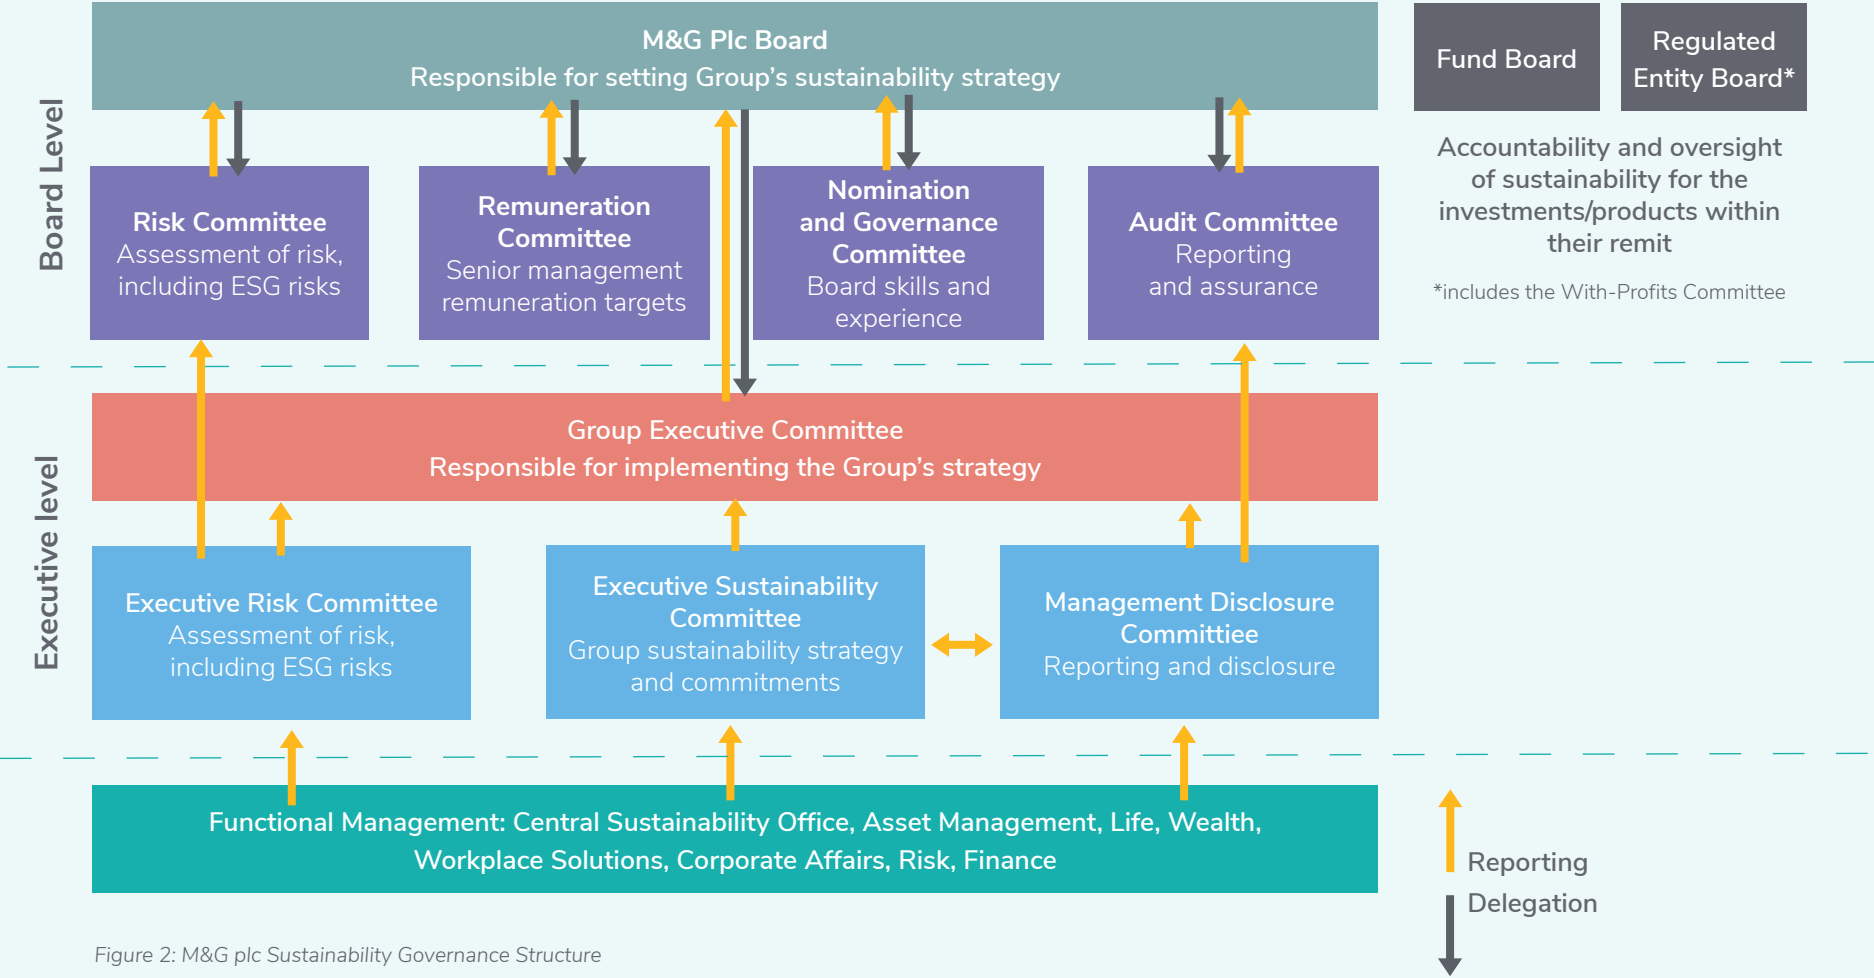 M&G Plc Board
Responsible for setting Group's sustainability strategy
Fund Board
Regulated
Entity Board*
Accountability and oversight
of sustainability for the
investments/products within
their remit
*includes the With-Profits Committee
Board Level
Risk Committee
Assessment of risk,
including ESG risks
Remuneration
Committee
Senior management
remuneration targets
Nomination
and Governance
Committee
Board skills and
experience
Audit Committee
Reporting
and assurance
Executive level
Group Executive Committee
Responsible for implementing the Group's strategy
Executive Risk Committee
Assessment of risk,
including ESG risks
Executive Sustainability
Committee
Group sustainability strategy
and commitments
Management Disclosure
Committiee
Reporting and disclosure
Functional Management: Central Sustainability Office, Asset Management, Life, Wealth,
Workplace Solutions, Corporate Affairs, Risk, Finance
Reporting
Delegation
Figure 2: M&G plc Sustainability Governance Structure